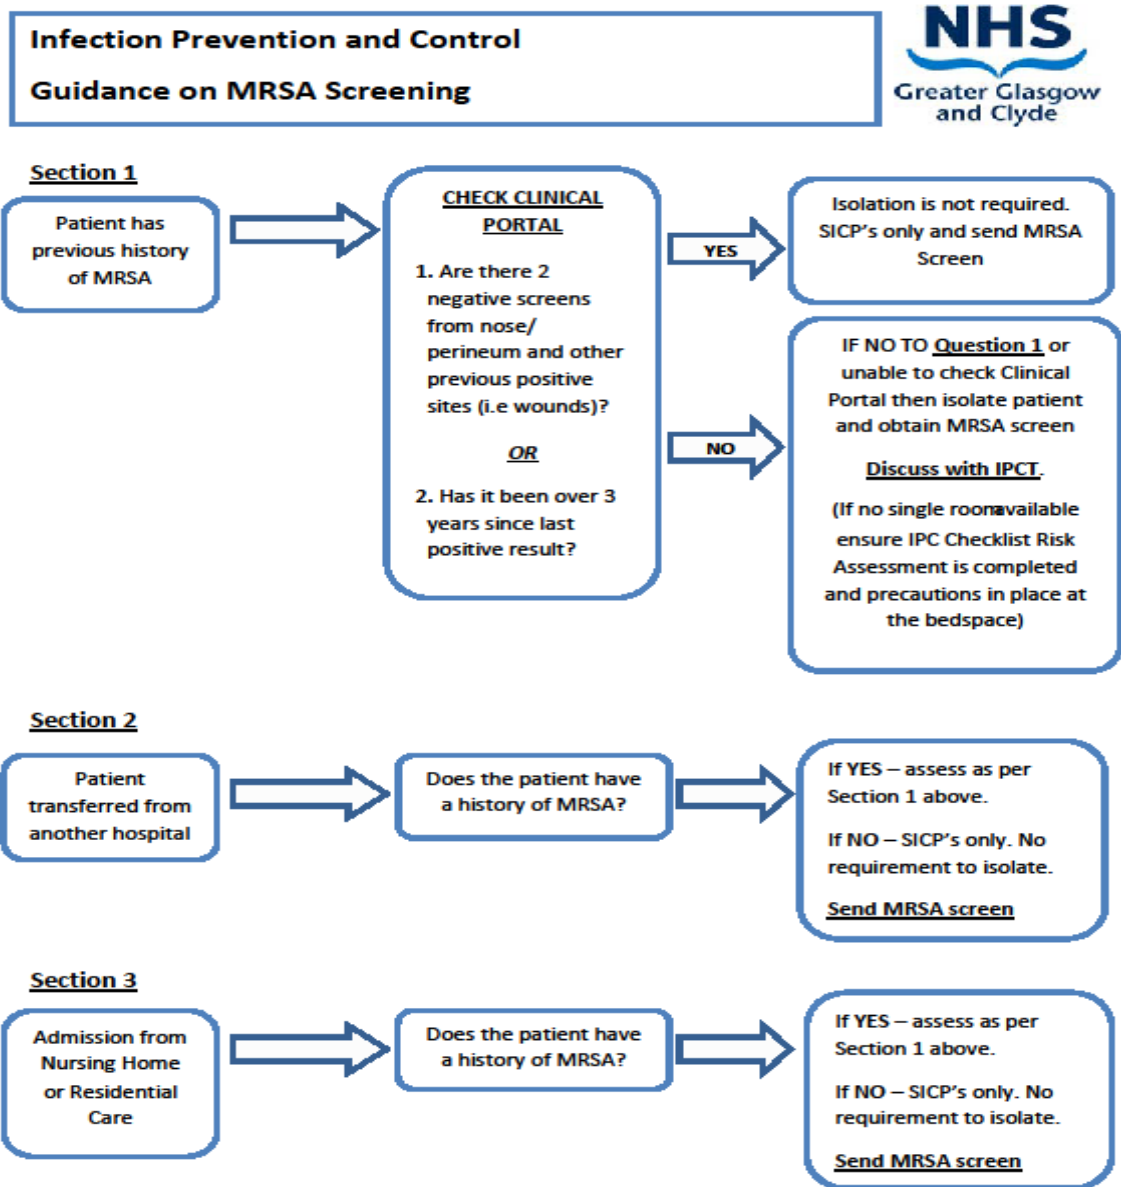 Infection Prevention and Control
Guidance on MRSA Screening
NHS
Greater Glasgow
and Clyde
Section 1
Patient has
previous history
of MRSA
CHECK CLINICAL
PORTAL
1. Are there 2
negative screens
from nose/
perineum and other
previous positive
sites (i.e wounds)?
OR
2. Has it been over 3
years since last
positive result?
YES
Isolation is not required.
SICP's only and send MRSA
Screen
NO
IF NO TO Question 1 or
unable to check Clinical
Portal then isolate patient
and obtain MRSA screen
Discuss with IPCT.
(If no single room available
ensure IPC Checklist Risk
Assessment is completed
and precautions in place at
the bedspace)
Section 2
Patient
transferred from
another hospital
Does the patient have
a history of MRSA?
If YES – assess as per
Section 1 above.
If NO – SICP's only. No
requirement to isolate.
Send MRSA screen
Section 3
Admission from
Nursing Home
or Residential
Care
Does the patient have
a history of MRSA?
If YES – assess as per
Section 1 above.
If NO – SICP's only. No
requirement to isolate.
Send MRSA screen